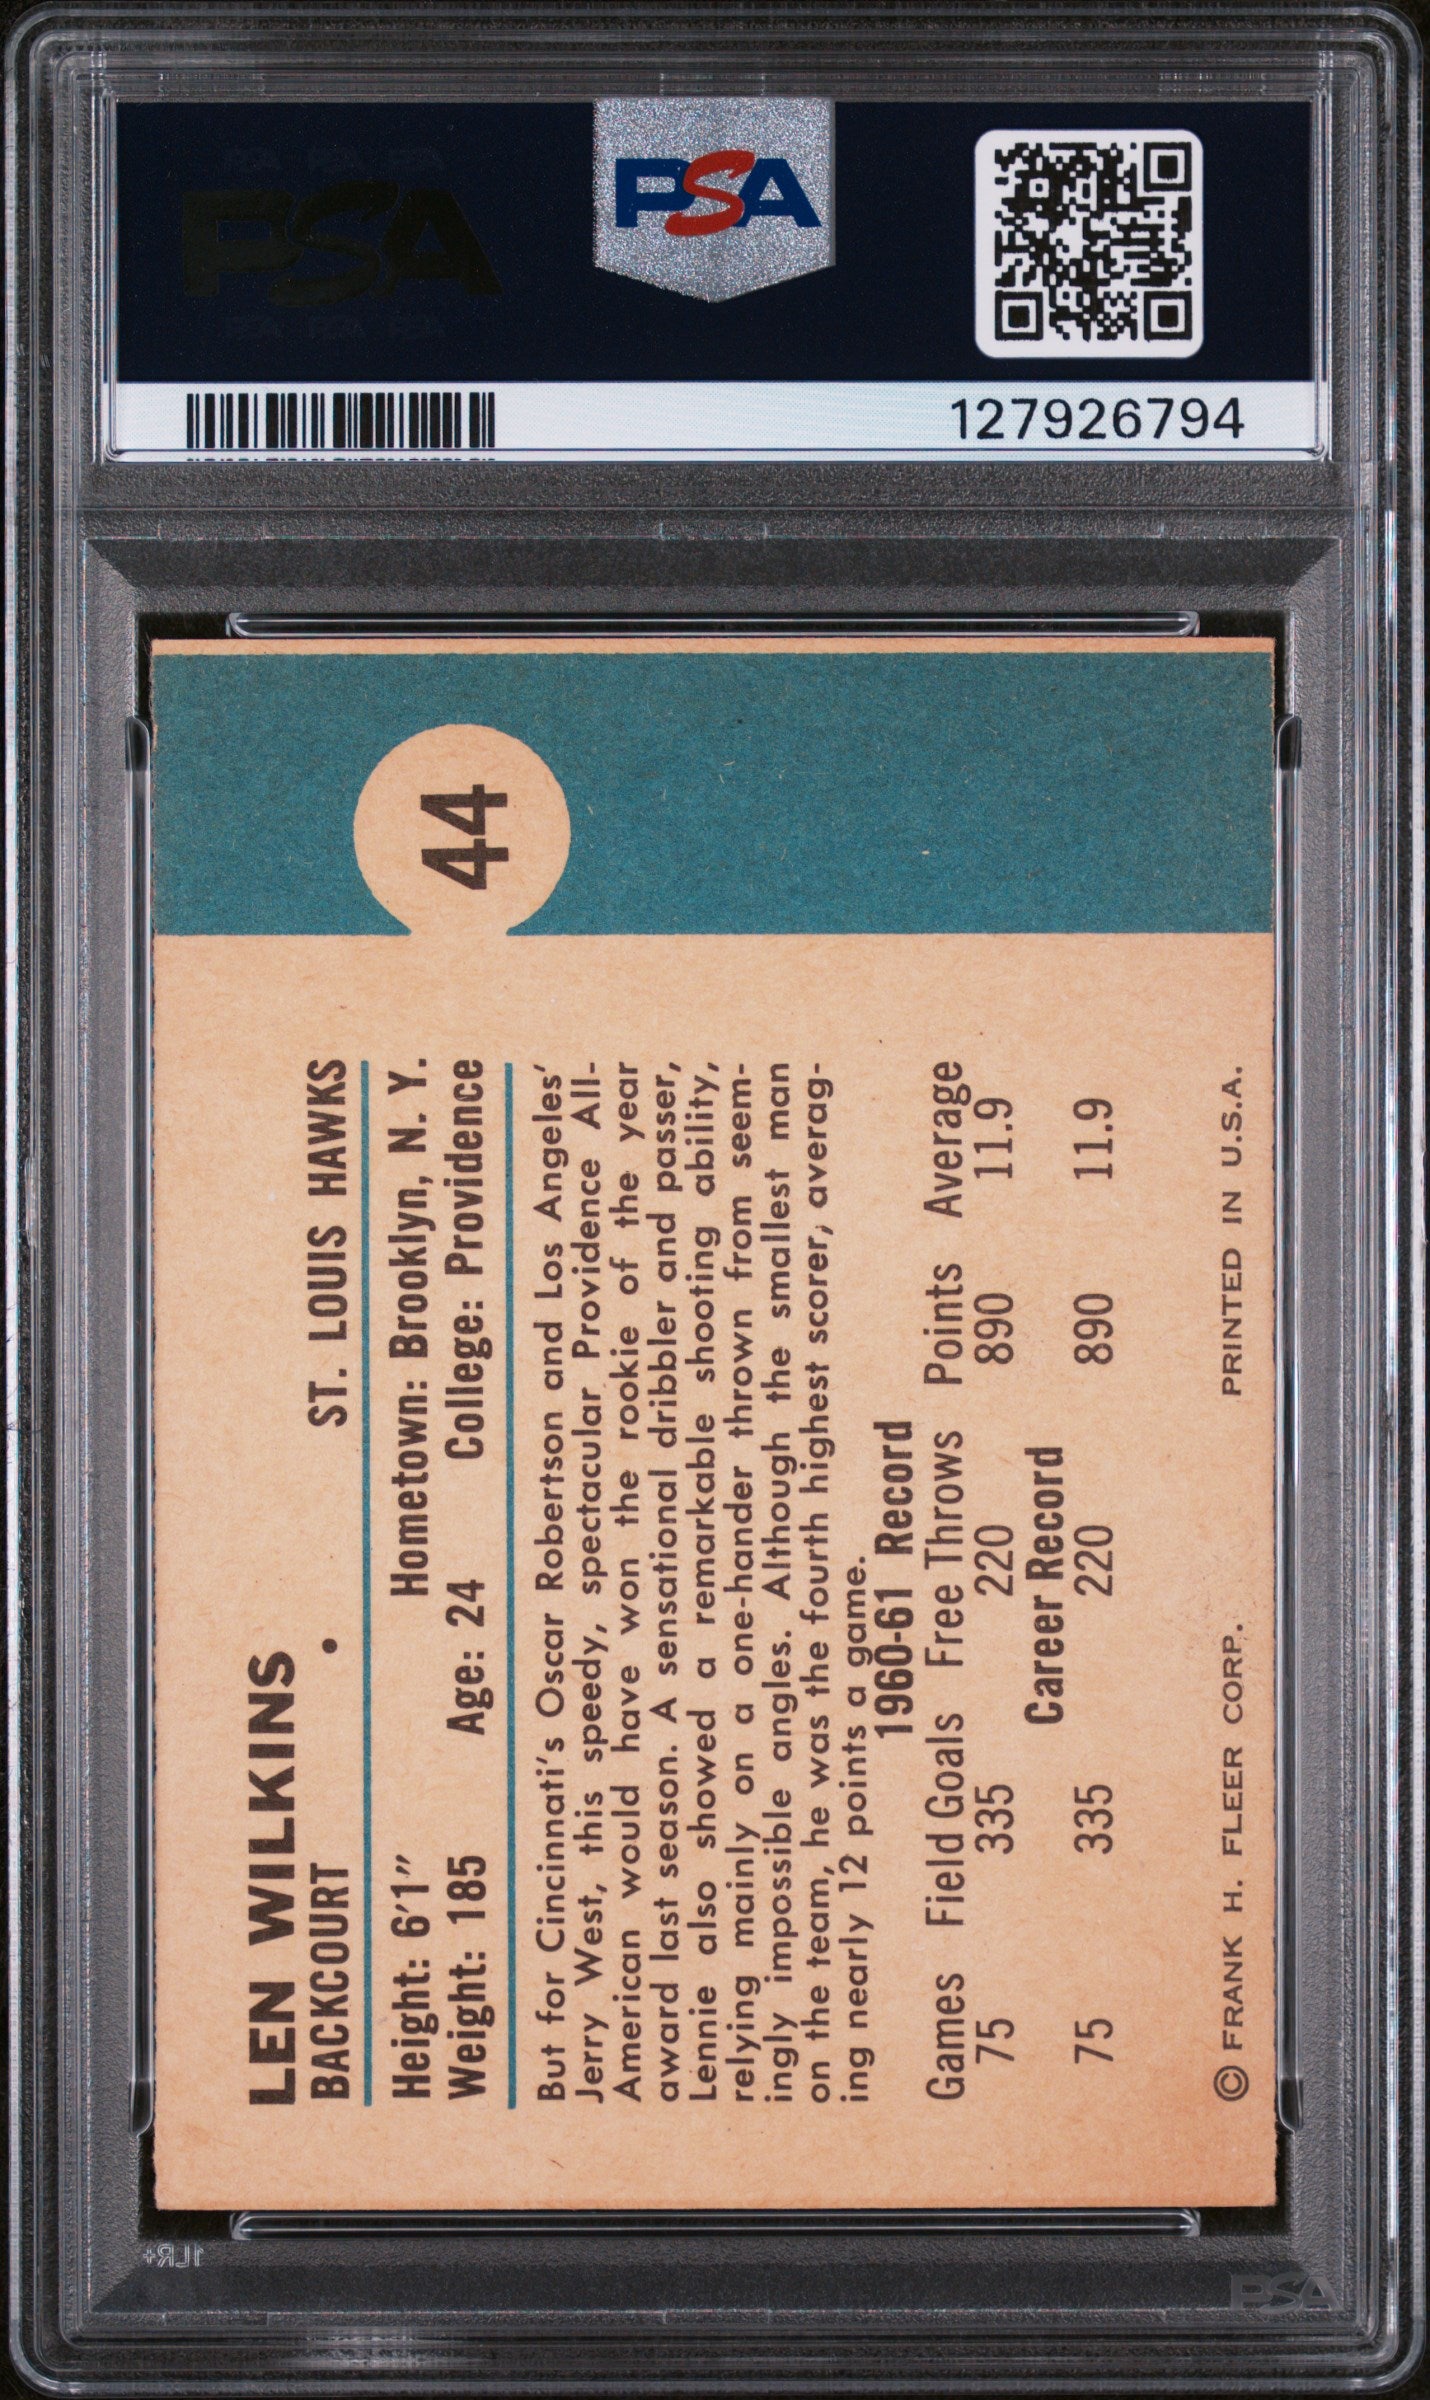 PSA
PSA
127926794
44
LEN WILKINS
BACKCOURT • ST. LOUIS HAWKS
Height: 6'1" Hometown: Brooklyn, N. Y.
Weight: 185 Age: 24 College: Providence
But for Cincinnati's Oscar Robertson and Los Angeles'
Jerry West, this speedy, spectacular Providence All-
American would have won the rookie of the year
award last season. A sensational dribbler and passer,
Lennie also showed a remarkable shooting ability,
relying mainly on a one-hander thrown from seem-
ingly impossible angles. Although the smallest man
on the team, he was the fourth highest scorer, averag-
ing nearly 12 points a game.
1960-61 Record
Games Field Goals Free Throws Points Average
75 335 220 890 11.9
Career Record
75 335 220 890 11.9
© FRANK H. FLEER CORP. PRINTED IN U.S.A.
1LR+
PSA